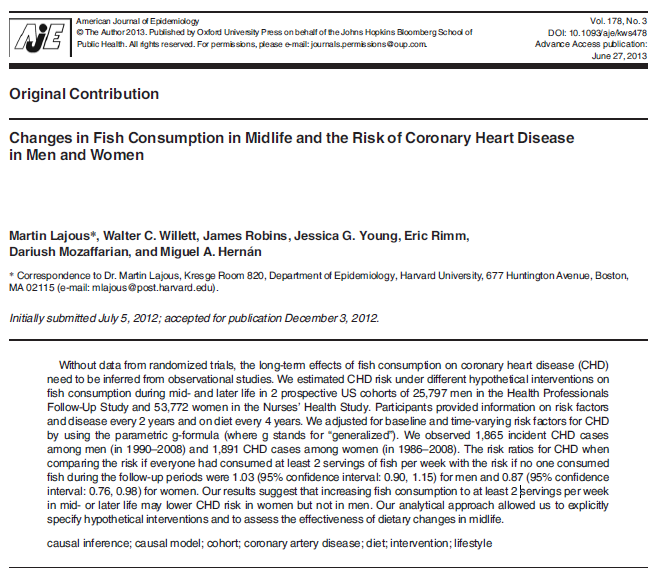 AJE
American Journal of Epidemiology
© The Author 2013. Published by Oxford University Press on behalf of the Johns Hopkins Bloomberg School of
Public Health. All rights reserved. For permissions, please e-mail: journals.permissions@oup.com.
Vol. 178, No. 3
DOI: 10.1093/aje/kws478
Advance Access publication:
June 27, 2013
Original Contribution
Changes in Fish Consumption in Midlife and the Risk of Coronary Heart Disease
in Men and Women
Martin Lajous*, Walter C. Willett, James Robins, Jessica G. Young, Eric Rimm,
Dariush Mozaffarian, and Miguel A. Hernán
* Correspondence to Dr. Martin Lajous, Kresge Room 820, Department of Epidemiology, Harvard University, 677 Huntington Avenue, Boston,
MA 02115 (e-mail: mlajous@post.harvard.edu).
Initially submitted July 5, 2012; accepted for publication December 3, 2012.
Without data from randomized trials, the long-term effects of fish consumption on coronary heart disease (CHD)
need to be inferred from observational studies. We estimated CHD risk under different hypothetical interventions on
fish consumption during mid- and later life in 2 prospective US cohorts of 25,797 men in the Health Professionals
Follow-Up Study and 53,772 women in the Nurses' Health Study. Participants provided information on risk factors
and disease every 2 years and on diet every 4 years. We adjusted for baseline and time-varying risk factors for CHD
by using the parametric g-formula (where g stands for “generalized”). We observed 1,865 incident CHD cases
among men (in 1990–2008) and 1,891 CHD cases among women (in 1986–2008). The risk ratios for CHD when
comparing the risk if everyone had consumed at least 2 servings of fish per week with the risk if no one consumed
fish during the follow-up periods were 1.03 (95% confidence interval: 0.90, 1.15) for men and 0.87 (95% confidence
interval: 0.76, 0.98) for women. Our results suggest that increasing fish consumption to at least 2 servings per week
in mid- or later life may lower CHD risk in women but not in men. Our analytical approach allowed us to explicitly
specify hypothetical interventions and to assess the effectiveness of dietary changes in midlife.
causal inference; causal model; cohort; coronary artery disease; diet; intervention; lifestyle